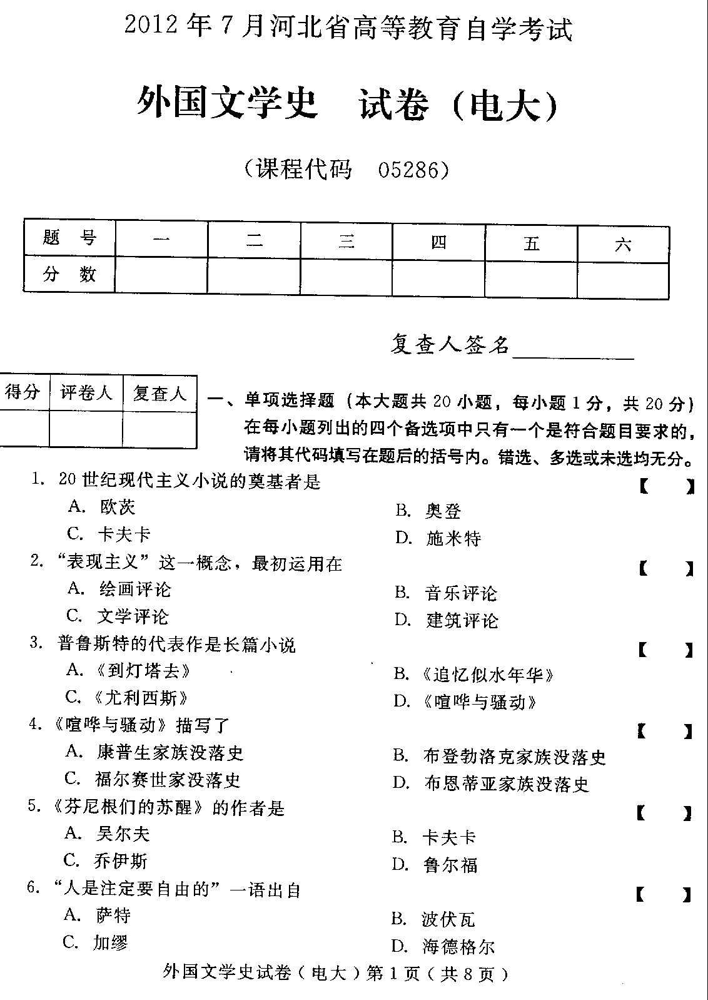 2012年7月河北省高等教育自学考试
外国文学史 试卷（电大）
（课程代码 05286）
题 号 一 二 三 四 五 六
分 数
复查人签名
得分 评卷人 复查人
一、单项选择题（本大题共20小题，每小题1分，共20分）
在每小题列出的四个备选项中只有一个是符合题目要求的，
请将其代码填写在题后的括号内。错选、多选或未选均无分。
1. 20世纪现代主义小说的奠基者是 【 】
A. 欧茨 B. 奥登
C. 卡夫卡 D. 施米特
2. “表现主义”这一概念，最初运用在 【 】
A. 绘画评论 B. 音乐评论
C. 文学评论 D. 建筑评论
3. 普鲁斯特的代表作是长篇小说 【 】
A.《到灯塔去》 B.《追忆似水年华》
C.《尤利西斯》 D.《喧哗与骚动》
4.《喧哗与骚动》描写了 【 】
A. 康普生家族没落史 B. 布登勃洛克家族没落史
C. 福尔赛世家没落史 D. 布恩蒂亚家族没落史
5.《芬尼根们的苏醒》的作者是 【 】
A. 吴尔夫 B. 卡夫卡
C. 乔伊斯 D. 鲁尔福
6. “人是注定要自由的”一语出自 【 】
A. 萨特 B. 波伏瓦
C. 加缪 D. 海德格尔
外国文学史试卷（电大）第1页（共8页）